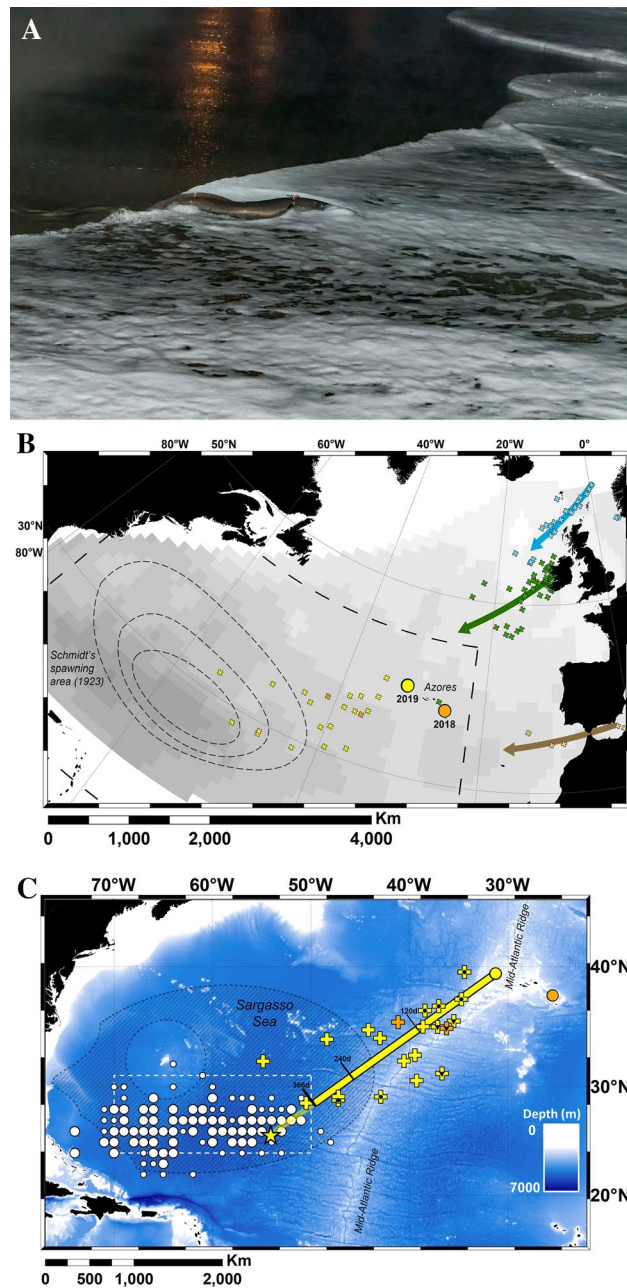 A
B
80°W 50°W 60°W 40°W 20°W 0°
30°N
80°W
Schmidt's
spawning
area (1923)
Azores
2019
2018
Km
0 1,000 2,000 4,000
C
70°W 60°W 50°W 40°W 30°W
Mid-Atlantic Ridge
40°N
Sargasso
Sea
120d
240d
366d
30°N
Depth (m)
0
7000
Mid-Atlantic Ridge
20°N
Km
0 500 1,000 2,000